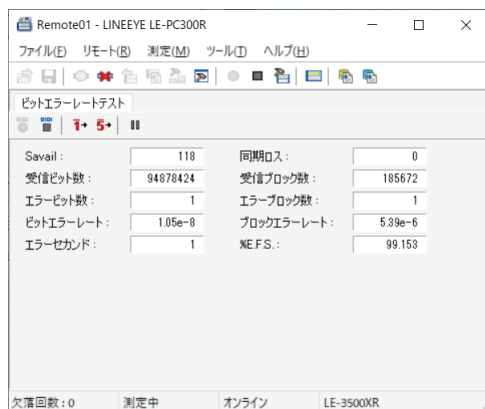 Remote01 - LINEEYE LE-PC300R
ファイル(F) リモート(R) 測定(M) ツール(T) ヘルプ(H)
ビットエラーレートテスト
1 5
Savail : 118 同期ロス : 0
受信ビット数 : 94878424 受信ブロック数 : 185672
エラービット数 : 1 エラーブロック数 : 1
ビットエラーレート : 1.05e-8 ブロックエラーレート : 5.39e-6
エラーセカンド : 1 %E.F.S. : 99.153
欠落回数 : 0 測定中 オンライン LE-3500XR